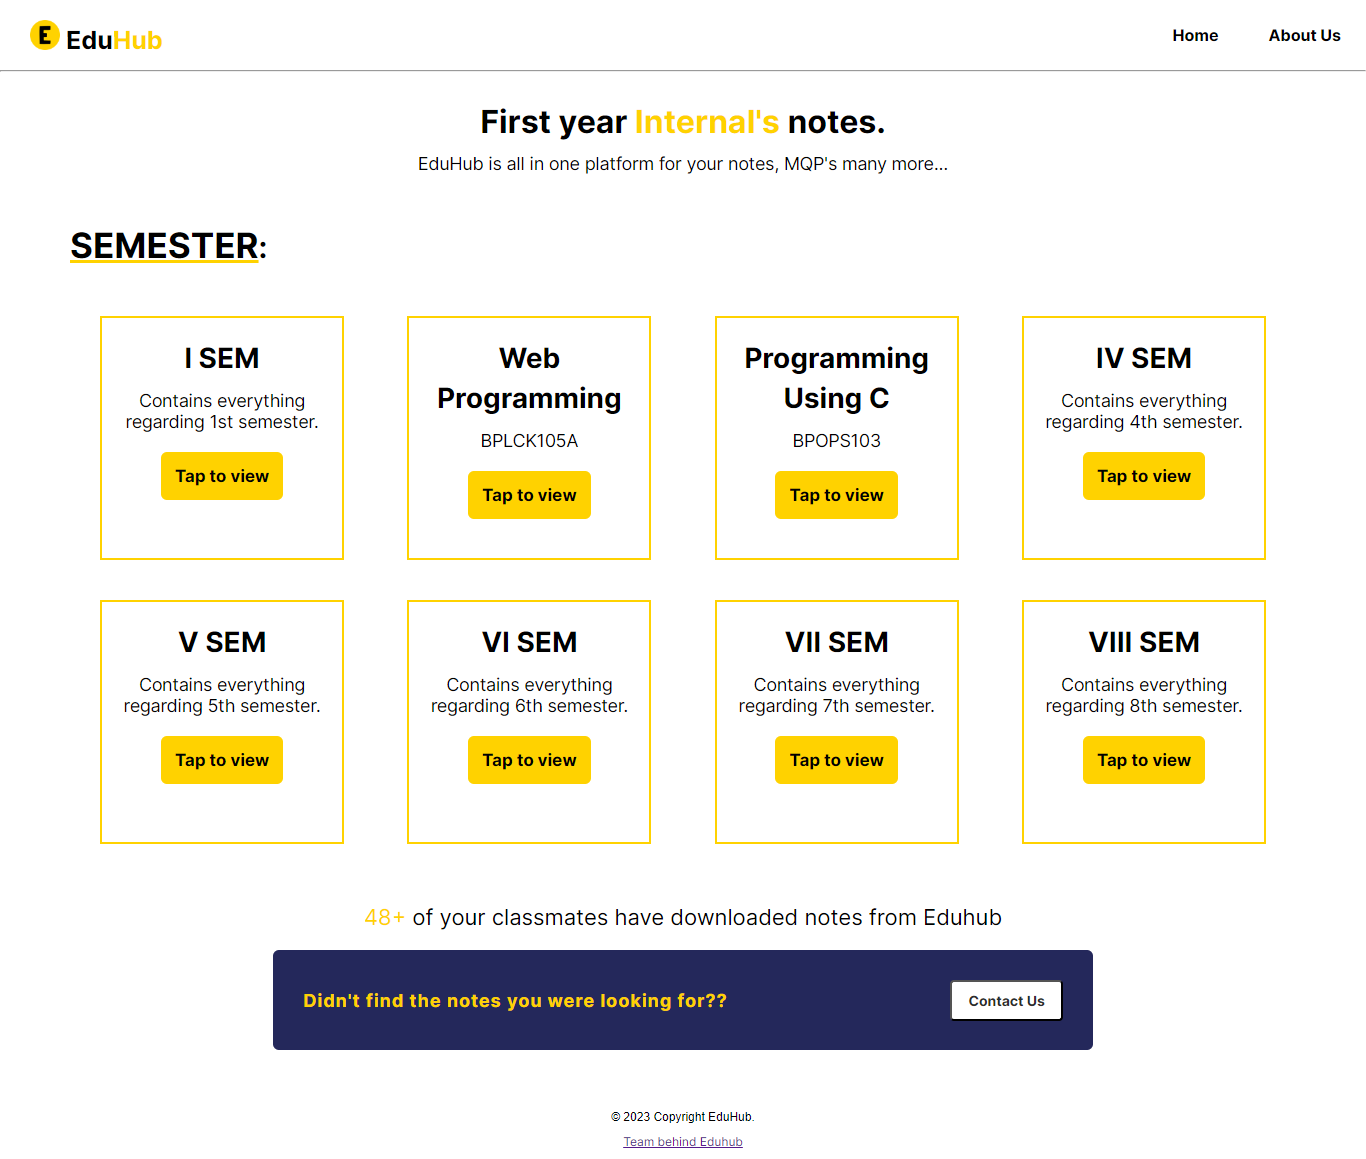 E EduHub
Home
About Us
First year Internal's notes.
EduHub is all in one platform for your notes, MQP's many more...
SEMESTER:
I SEM
Contains everything
regarding 1st semester.
Tap to view
Web
Programming
BPLCK105A
Tap to view
Programming
Using C
BPOPS103
Tap to view
IV SEM
Contains everything
regarding 4th semester.
Tap to view
V SEM
Contains everything
regarding 5th semester.
Tap to view
VI SEM
Contains everything
regarding 6th semester.
Tap to view
VII SEM
Contains everything
regarding 7th semester.
Tap to view
VIII SEM
Contains everything
regarding 8th semester.
Tap to view
48+ of your classmates have downloaded notes from Eduhub
Didn't find the notes you were looking for??
Contact Us
© 2023 Copyright EduHub.
Team behind Eduhub